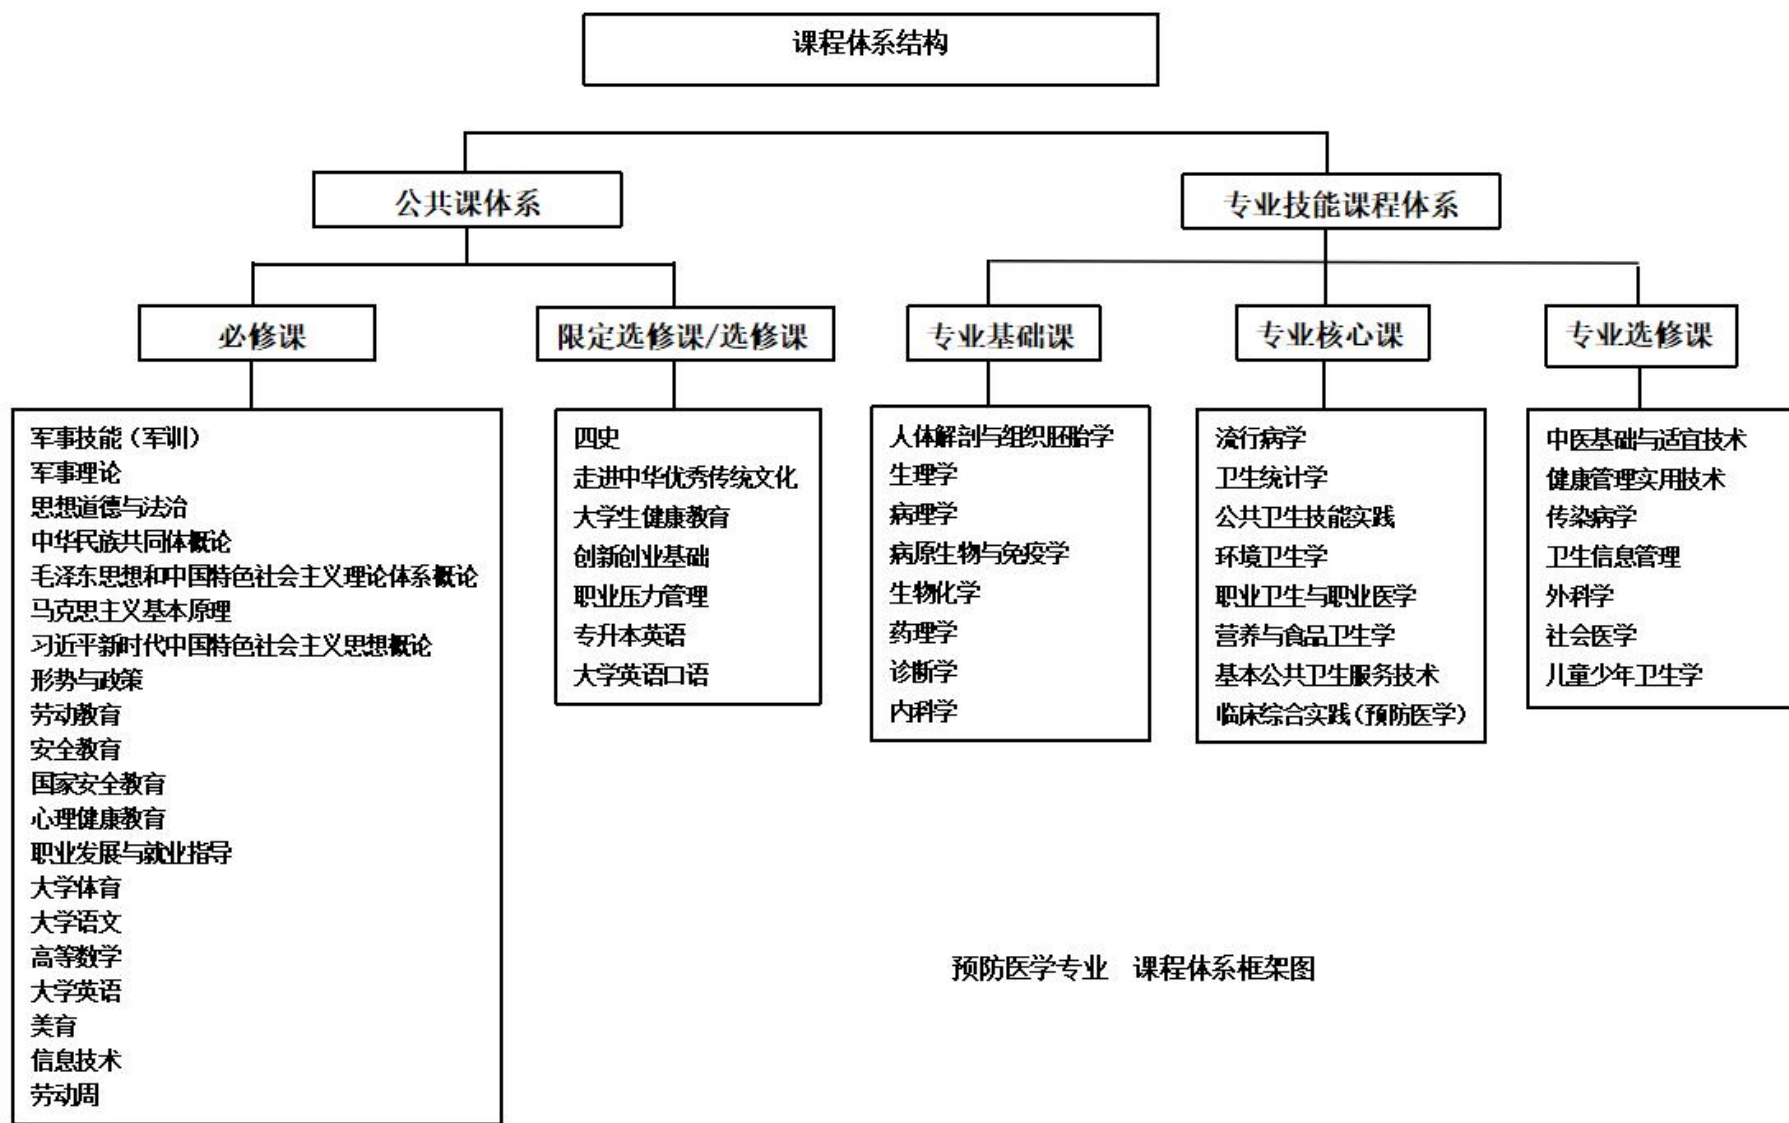 课程体系结构
公共课体系
专业技能课程体系
必修课
限定选修课/选修课
专业基础课
专业核心课
专业选修课
军事技能（军训）
军事理论
思想道德与法治
中华民族共同体概论
毛泽东思想和中国特色社会主义理论体系概论
马克思主义基本原理
习近平新时代中国特色社会主义思想概论
形势与政策
劳动教育
安全教育
国家安全教育
心理健康教育
职业发展与就业指导
大学体育
大学语文
高等数学
大学英语
美育
信息技术
劳动周
四史
走进中华优秀传统文化
大学生健康教育
创新创业基础
职业压力管理
专升本英语
大学英语口语
人体解剖与组织胚胎学
生理学
病理学
病原生物与免疫学
生物化学
药理学
诊断学
内科学
流行病学
卫生统计学
公共卫生技能实践
环境卫生学
职业卫生与职业医学
营养与食品卫生学
基本公共卫生服务技术
临床综合实践(预防医学)
中医基础与适宜技术
健康管理实用技术
传染病学
卫生信息管理
外科学
社会医学
儿童少年卫生学
预防医学专业　课程体系框架图